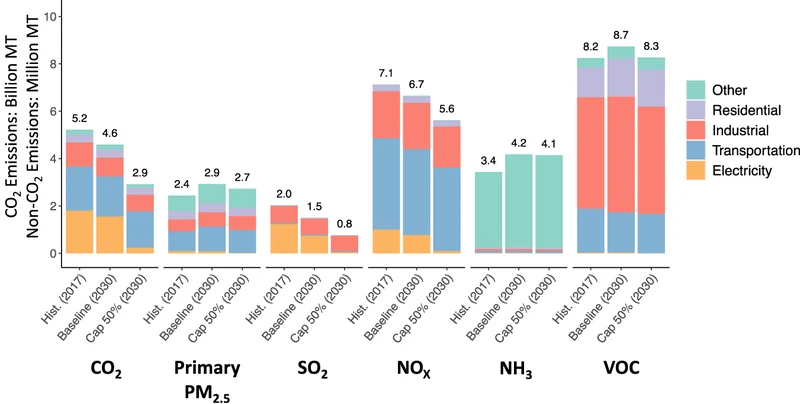 CO2 Emissions: Billion MT
Non-CO2 Emissions: Million MT
10
8
6
4
2
0
5.2
4.6
2.9
2.4
2.9
2.7
2.0
1.5
0.8
7.1
6.7
5.6
3.4
4.2
4.1
8.2
8.7
8.3
Other
Residential
Industrial
Transportation
Electricity
Hist. (2017)
Baseline (2030)
Cap 50% (2030)
Hist. (2017)
Baseline (2030)
Cap 50% (2030)
Hist. (2017)
Baseline (2030)
Cap 50% (2030)
Hist. (2017)
Baseline (2030)
Cap 50% (2030)
Hist. (2017)
Baseline (2030)
Cap 50% (2030)
Hist. (2017)
Baseline (2030)
Cap 50% (2030)
CO2
Primary
PM2.5
SO2
NOX
NH3
VOC